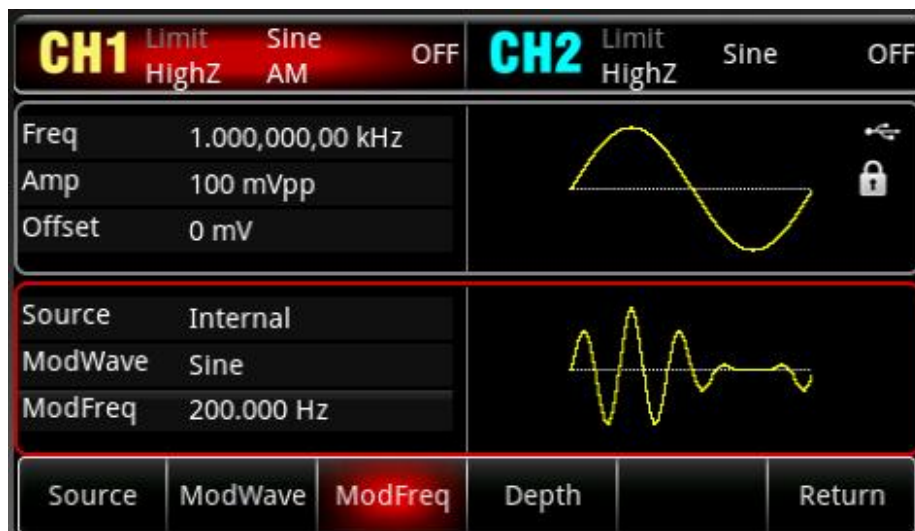 CH1 Limit Sine OFF CH2 Limit Sine OFF
HighZ AM HighZ
Freq 1.000,000,00 kHz
Amp 100 mVpp
Offset 0 mV
Source Internal
ModWave Sine
ModFreq 200.000 Hz
Source ModWave ModFreq Depth Return